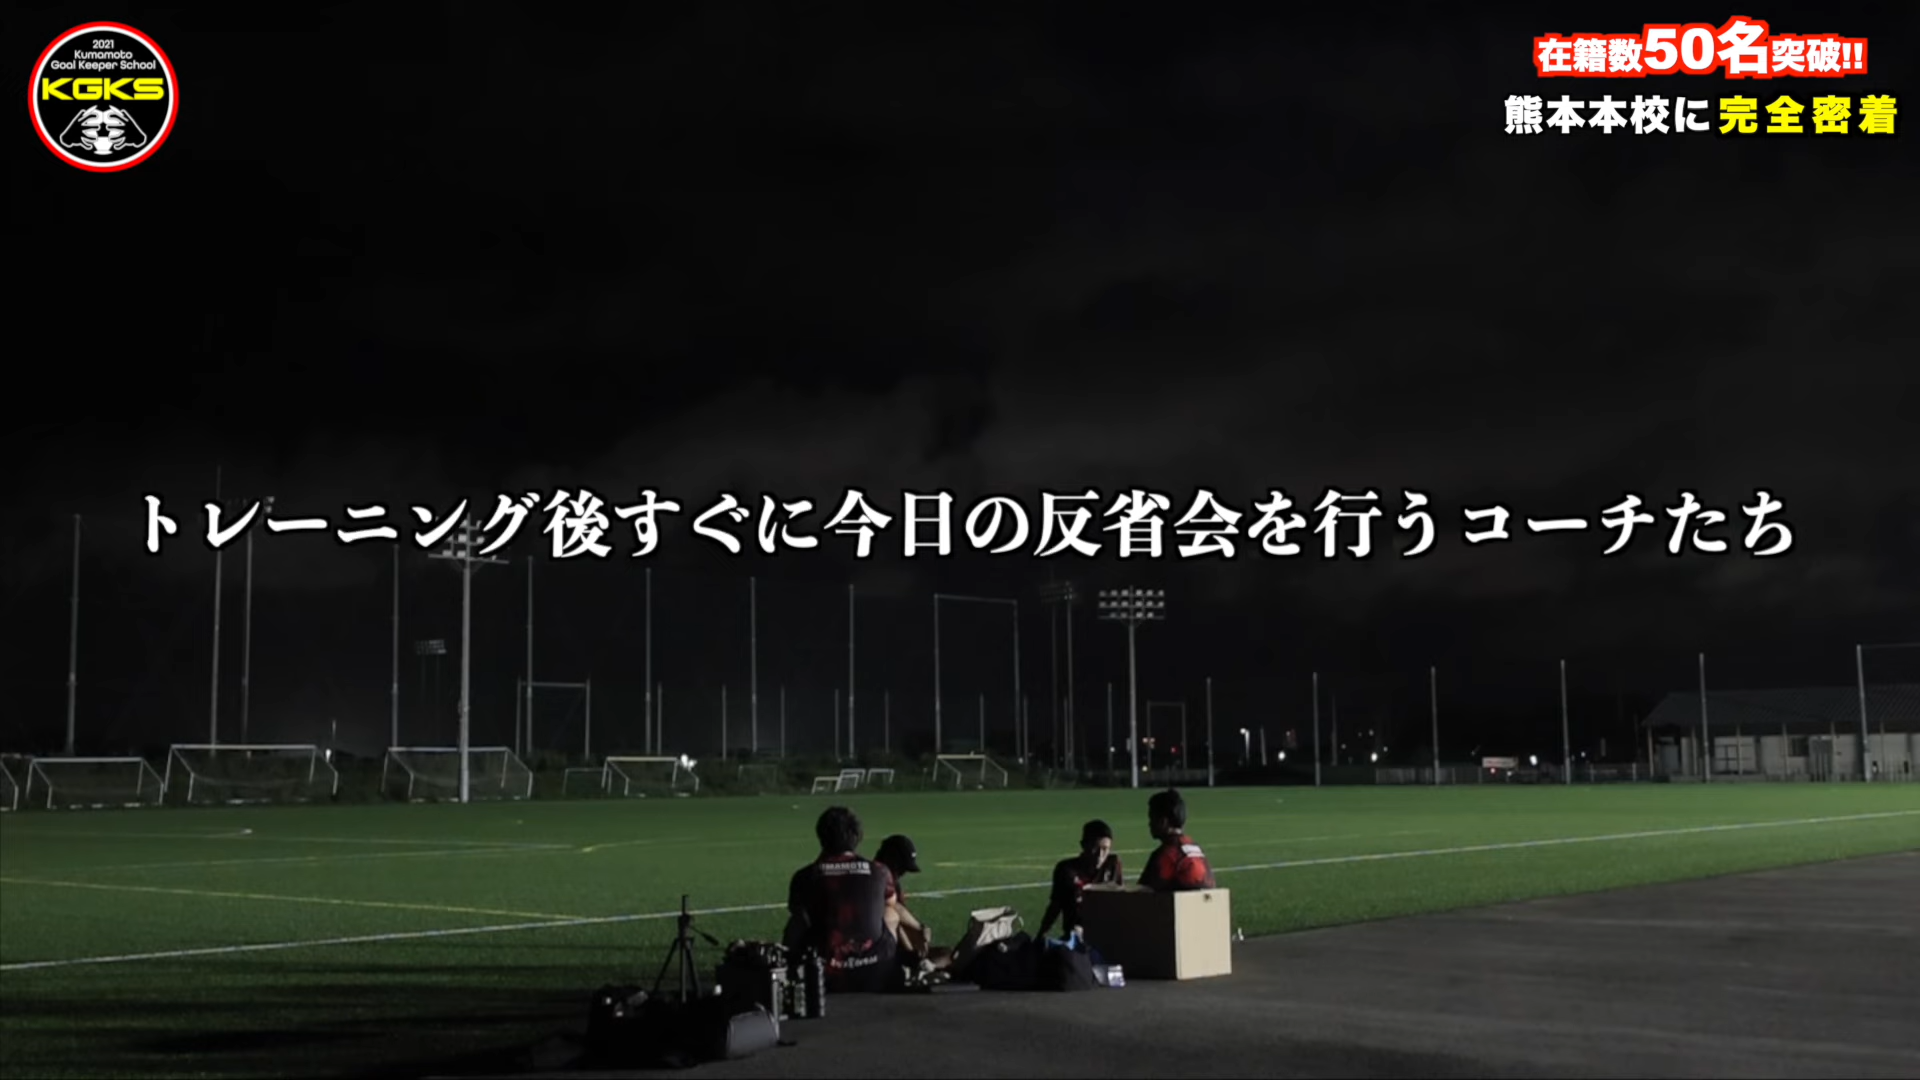 2021
Kumamoto
Goal Keeper School
KGKS
在籍数50名突破!!
熊本本校に完全密着
トレーニング後すぐに今日の反省会を行うコーチたち